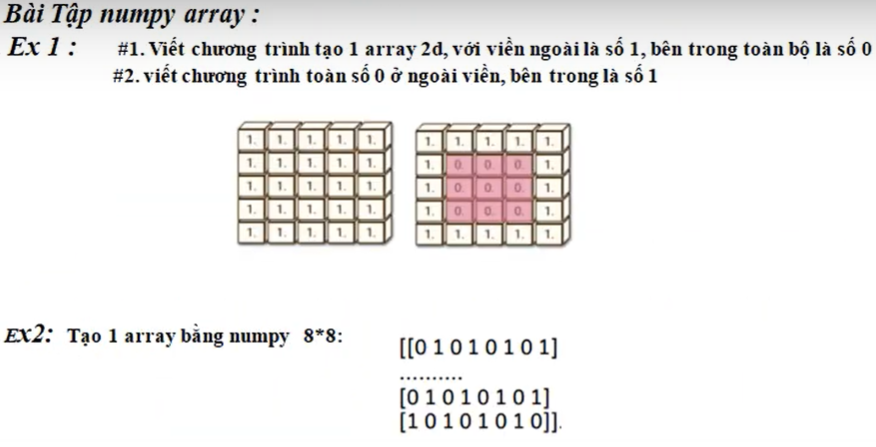 Bài Tập numpy array :
Ex 1 : #1. Viết chương trình tạo 1 array 2d, với viền ngoài là số 1, bên trong toàn bộ là số 0
#2. viết chương trình toàn số 0 ở ngoài viền, bên trong là số 1
1. 1. 1. 1. 1.
1. 1. 1. 1. 1.
1. 1. 1. 1. 1.
1. 1. 1. 1. 1.
1. 1. 1. 1. 1.
1. 1. 1. 1. 1.
1. 0. 0. 0. 1.
1. 0. 0. 0. 1.
1. 0. 0. 0. 1.
1. 1. 1. 1. 1.
EX2: Tạo 1 array bằng numpy 8*8:
[[0 1 0 1 0 1 0 1]
..........
[0 1 0 1 0 1 0 1]
[1 0 1 0 1 0 1 0]].